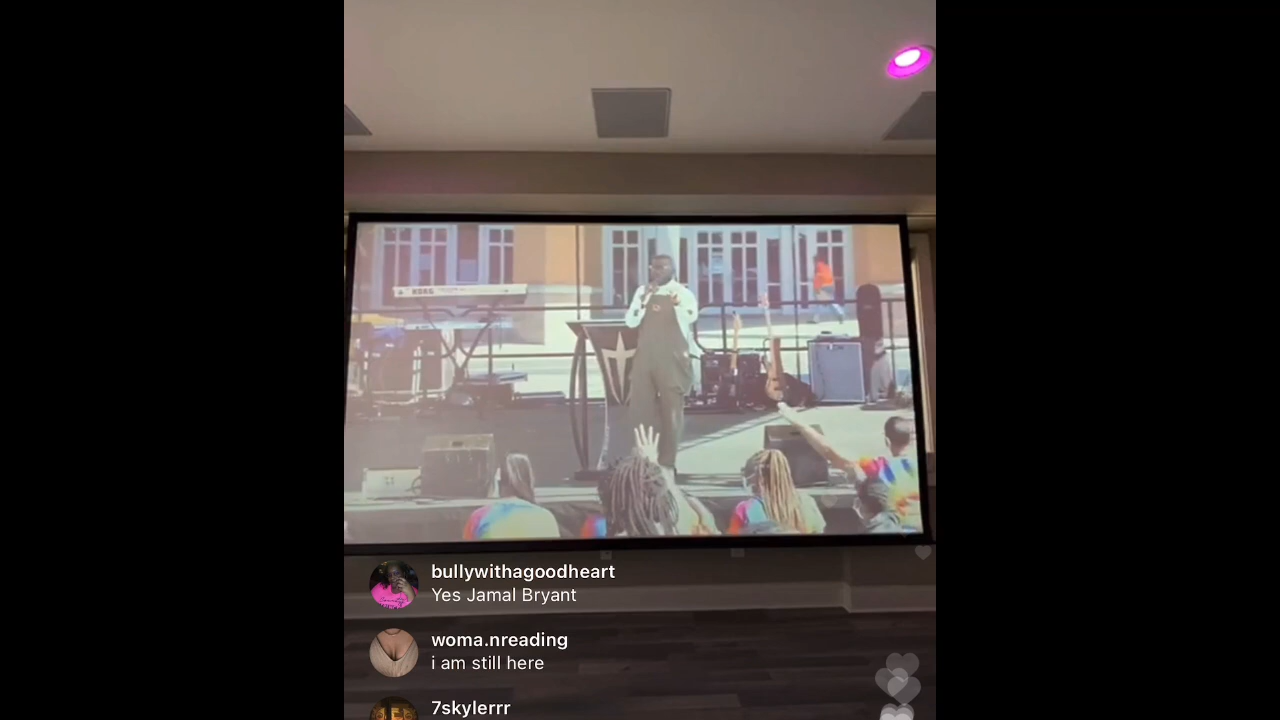 KORG
bullywithagoodheart
Yes Jamal Bryant
woma.nreading
i am still here
7skylerrr